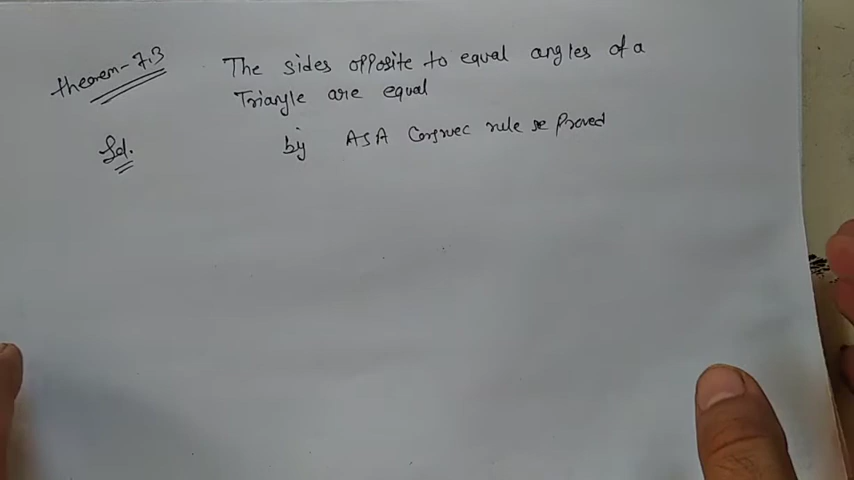 theorem-7.3 The sides opposite to equal angles of a
Triangle are equal
Sol. by ASA rule se Proved